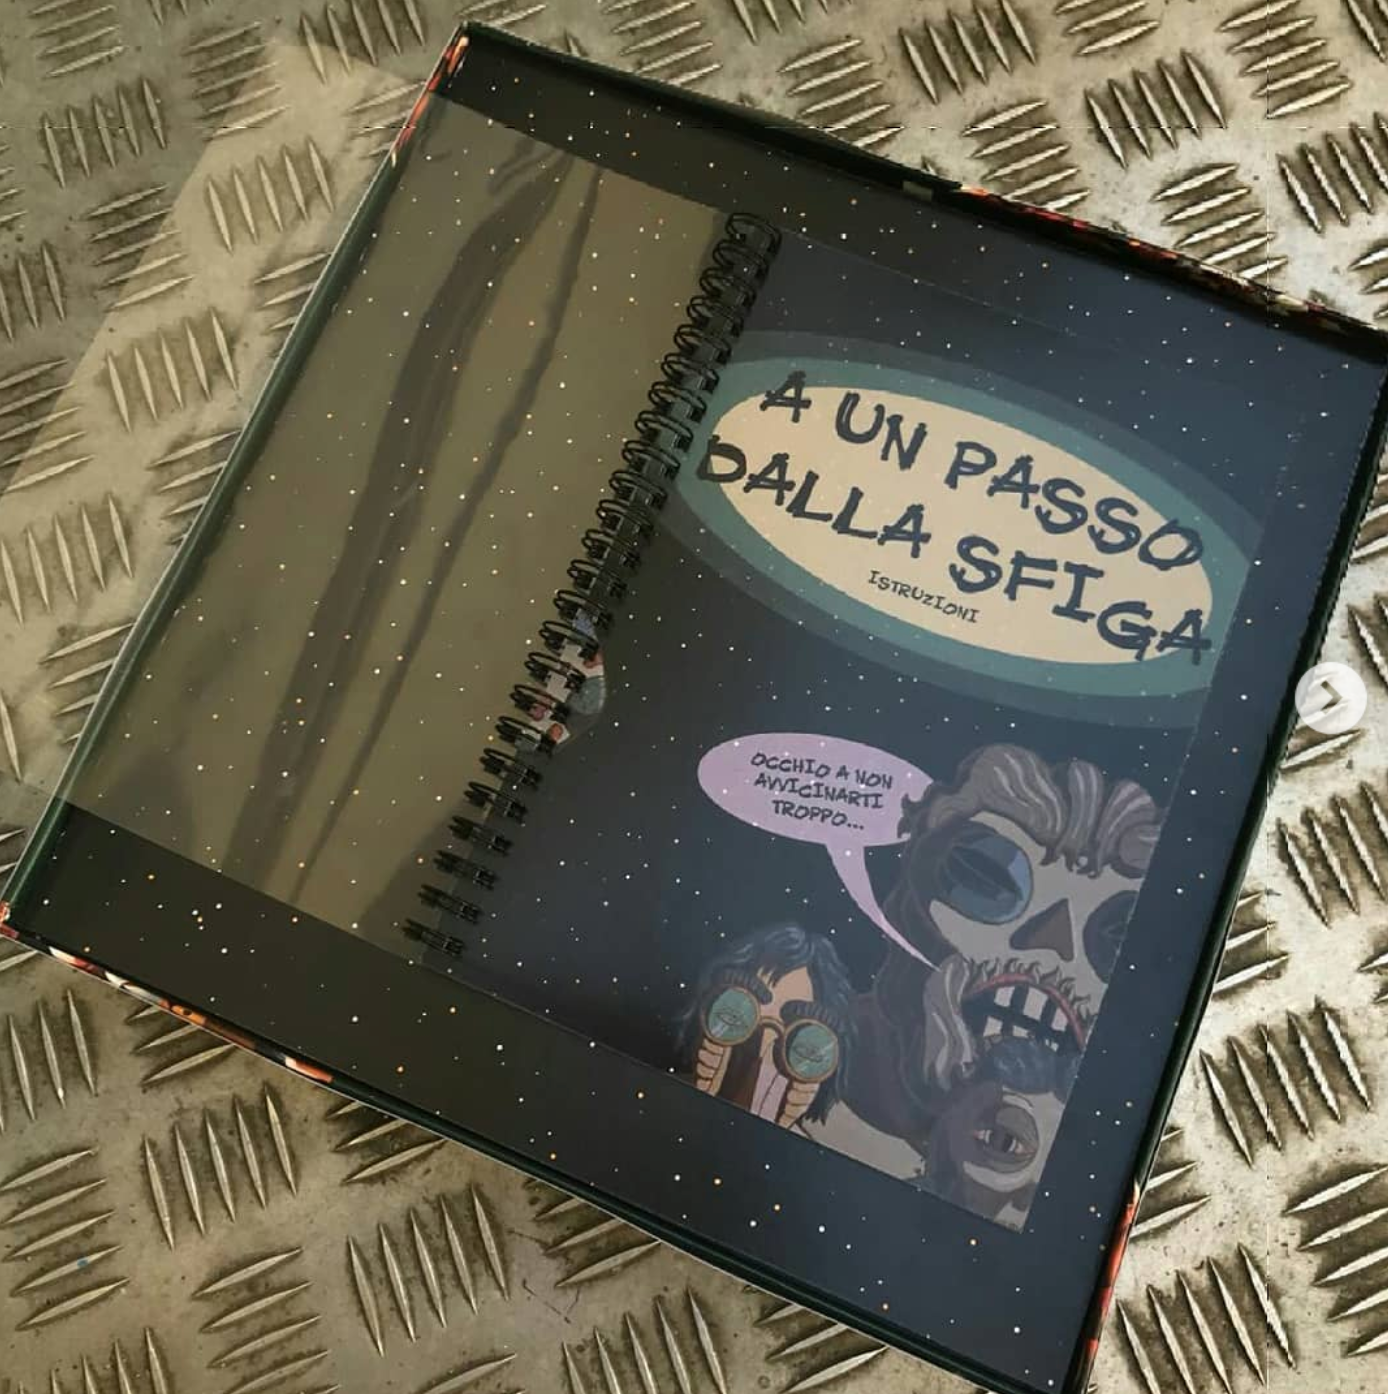 A UN PASSO
DALLA SFIGA
ISTRUZIONI
OCCHIO A NON
AVVICINARTI
TROPPO...